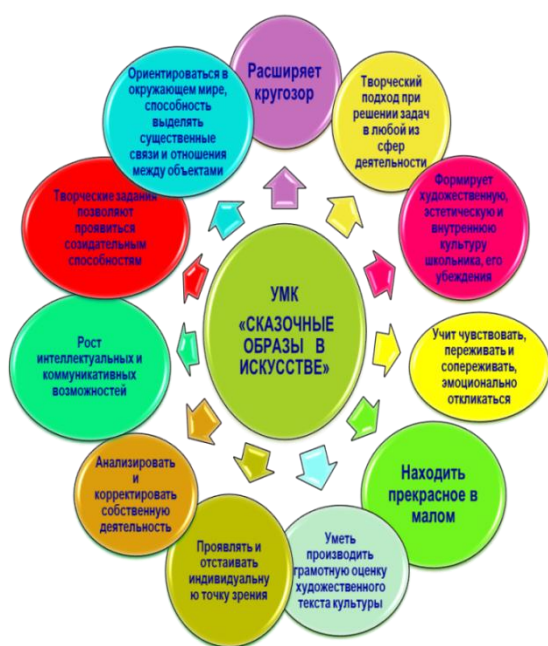 Расширяет
кругозор
Творческий
подход при
решении задач
в любой из
сфер
деятельности
Формирует
художественную,
эстетическую и
внутреннюю
культуру
школьника, его
убеждения
Учит чувствовать,
переживать и
сопереживать,
эмоционально
откликаться
Находить
прекрасное в
малом
Уметь
производить
грамотную оценку
художественного
текста культуры
Проявлять и
отстаивать
индивидуальну
ю точку зрения
Анализировать
и
корректировать
собственную
деятельность
Рост
интеллектуальных и
коммуникативных
возможностей
Творческие задания
позволяют
проявиться
созидательным
способностям
Ориентироваться в
окружающем мире,
способность
выделять
существенные
связи и отношения
между объектами
УМК
«СКАЗОЧНЫЕ
ОБРАЗЫ В
ИСКУССТВЕ»